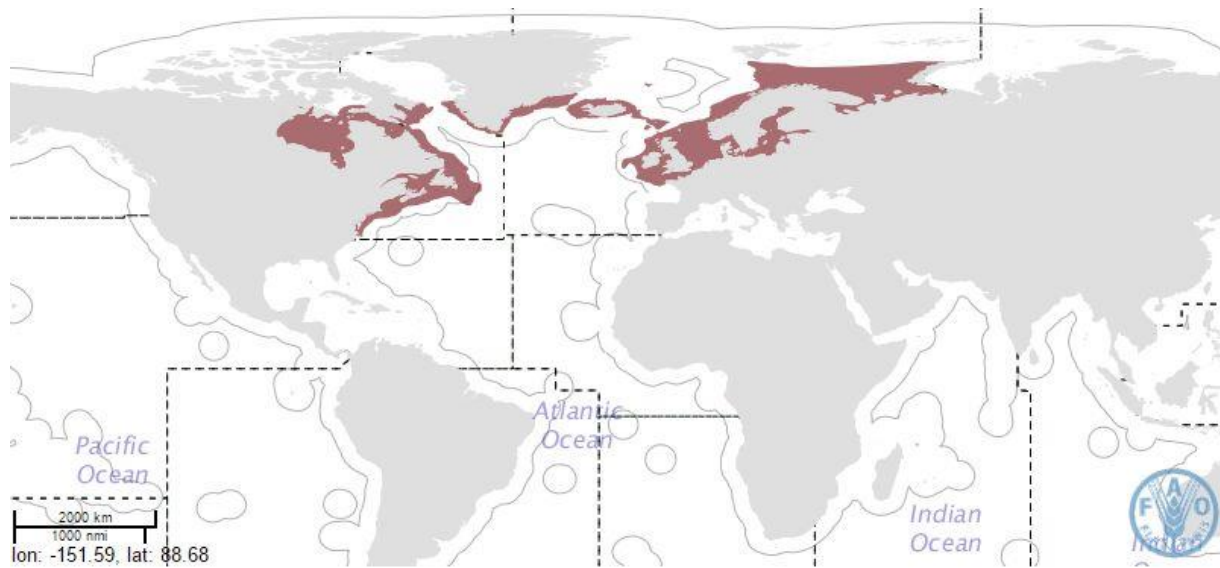 Atlantic
Ocean
Pacific
Ocean
2000 km
1000 nmi
lon: -151.59, lat: 88.68
Indian
Ocean
F A O